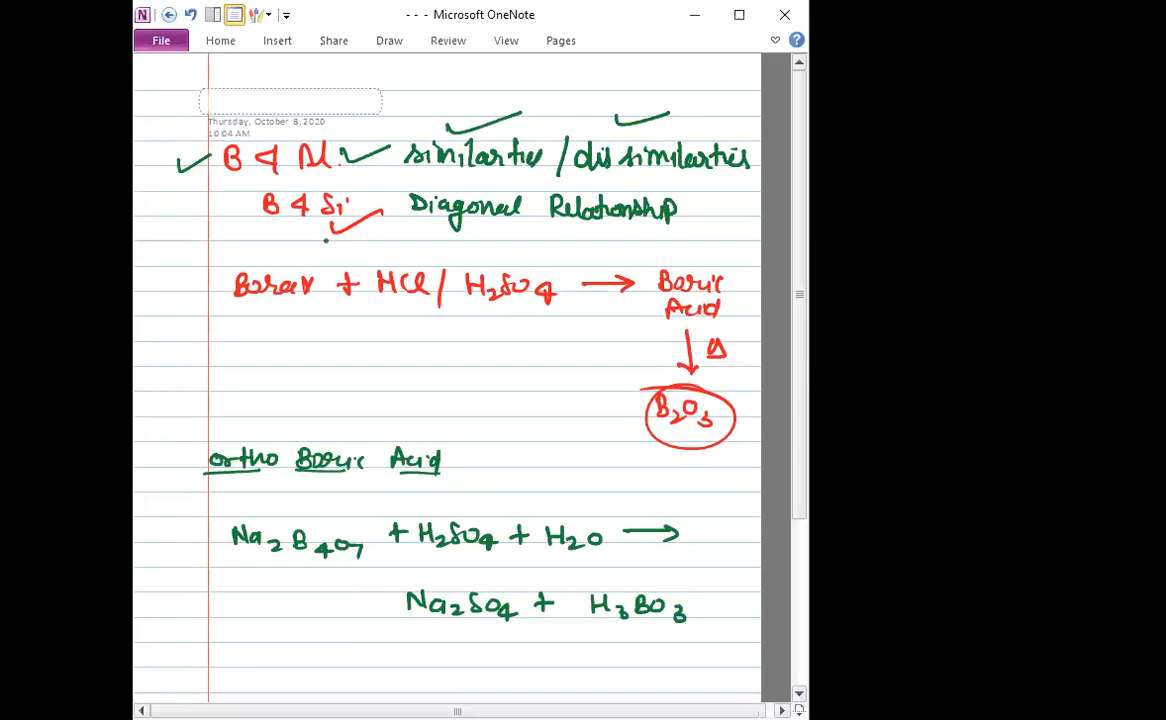 - - - Microsoft OneNote
File Home Insert Share Draw Review View Pages
Thursday, October 8, 2020
10:04 AM
B & Al similarties / dissimilarties
B & Si Diagonal Relationship
Borax + HCl / H2SO4 → Boric
Acid
↓ Δ
B2O3
Ortho Boric Acid
Na2B4O7 + H2SO4 + H2O →
Na2SO4 + H3BO3